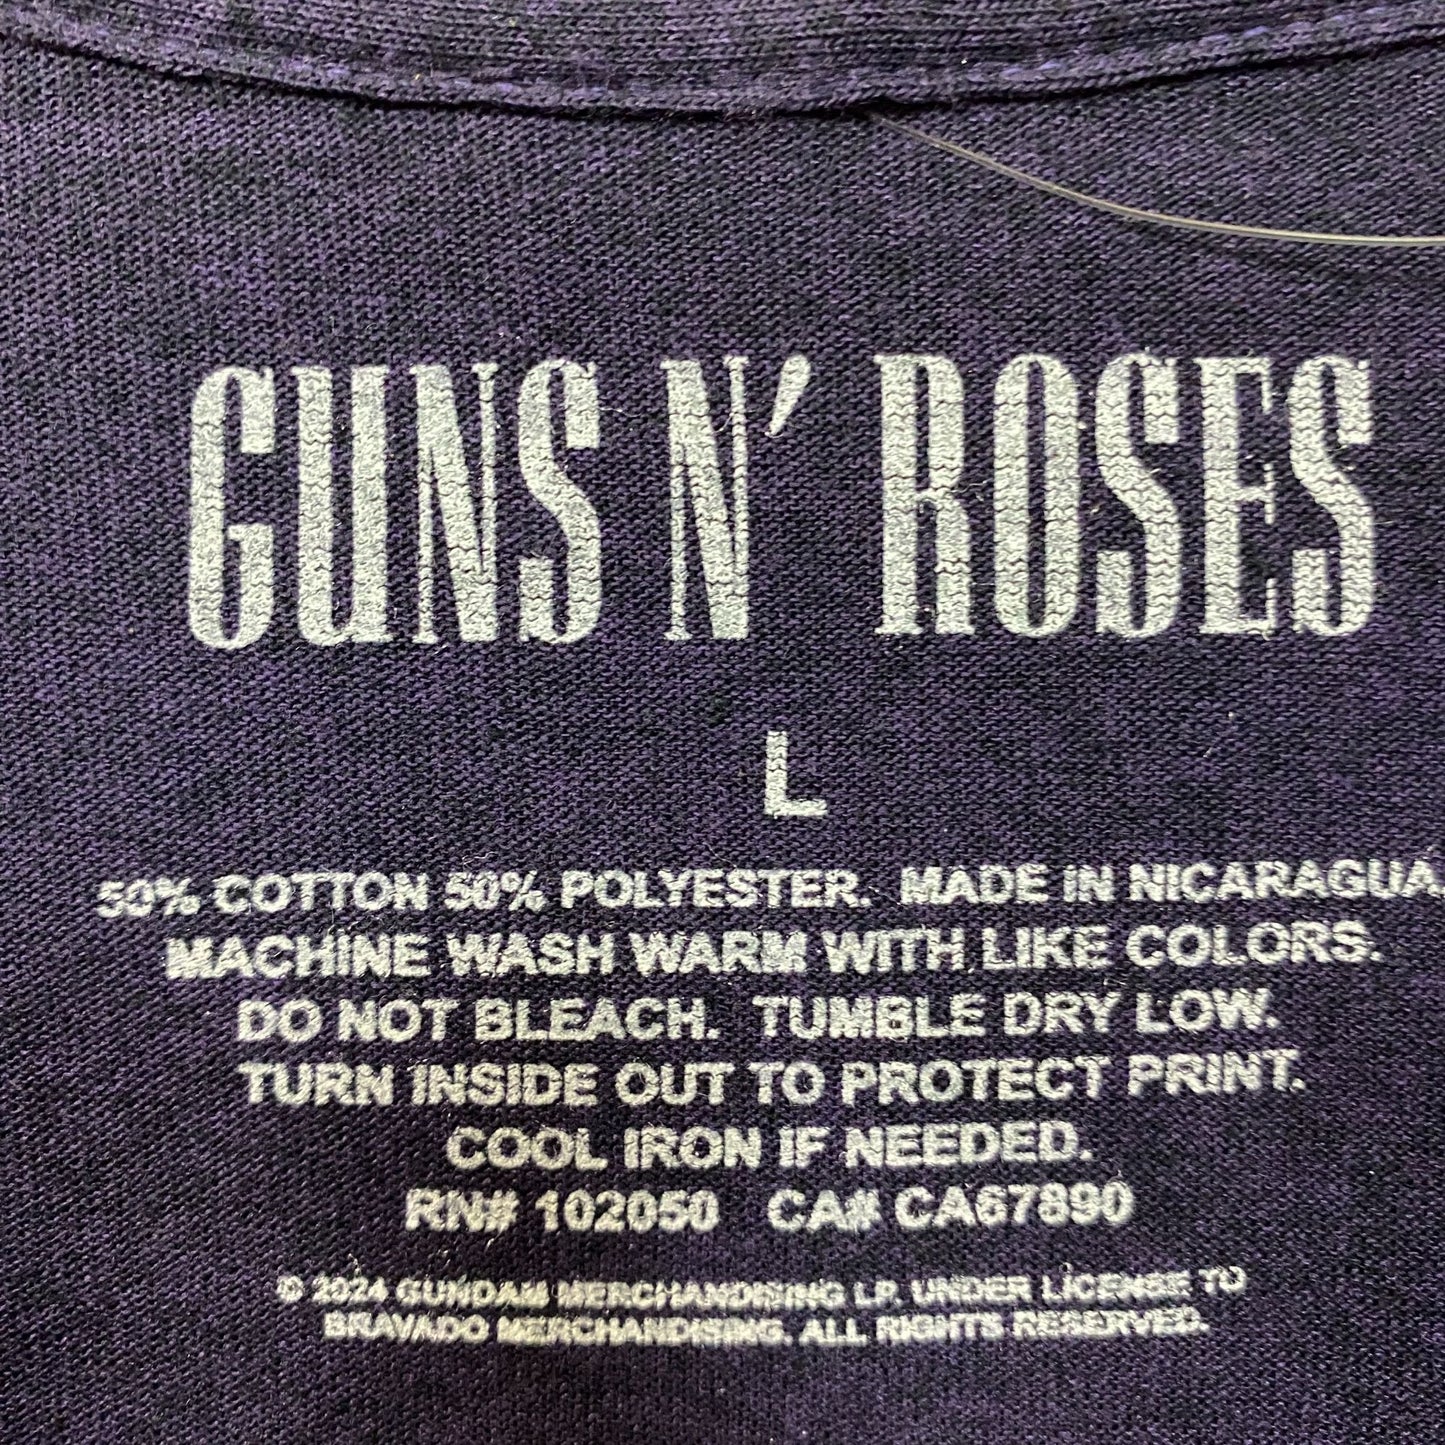 GUNS N' ROSES
L
50% COTTON 50% POLYESTER. MADE IN NICARAGUA.
MACHINE WASH WARM WITH LIKE COLORS.
DO NOT BLEACH. TUMBLE DRY LOW.
TURN INSIDE OUT TO PROTECT PRINT.
COOL IRON IF NEEDED.
RN# 102050 CA# CA67890
© 2024 GUNDAM MERCHANDISING LP. UNDER LICENSE TO
BRAVADO MERCHANDISING. ALL RIGHTS RESERVED.